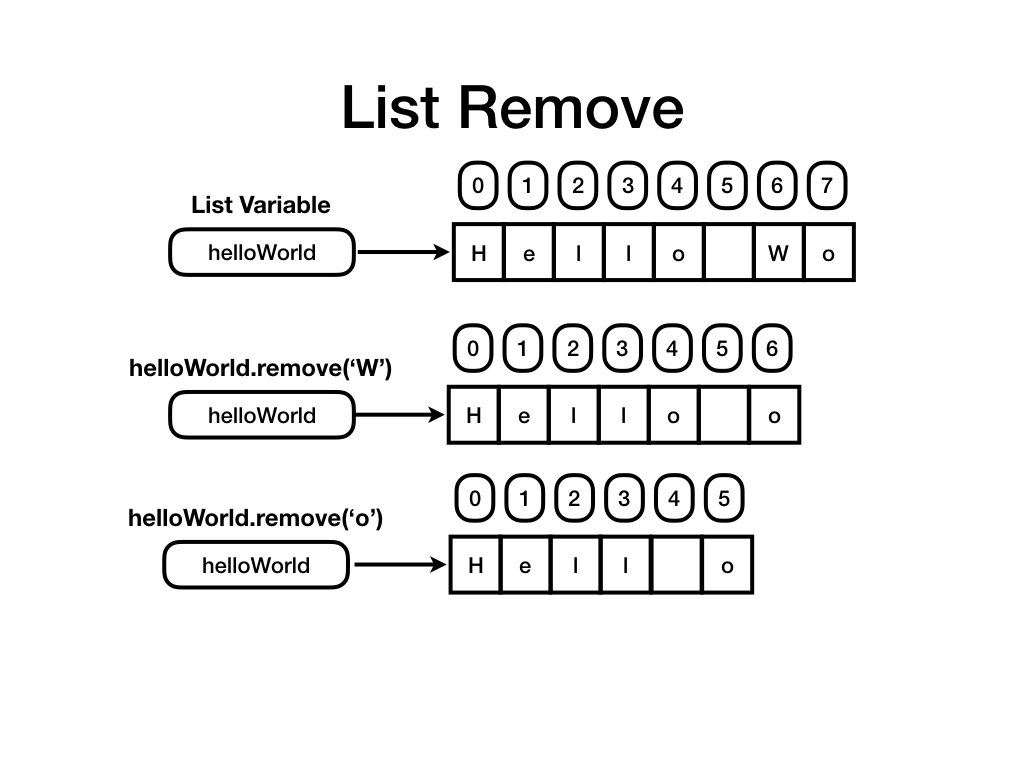 List Remove
0 1 2 3 4 5 6 7
List Variable
helloWorld
H e l l o W o
0 1 2 3 4 5 6
helloWorld.remove(‘W’)
helloWorld
H e l l o o
0 1 2 3 4 5
helloWorld.remove(‘o’)
helloWorld
H e l l o